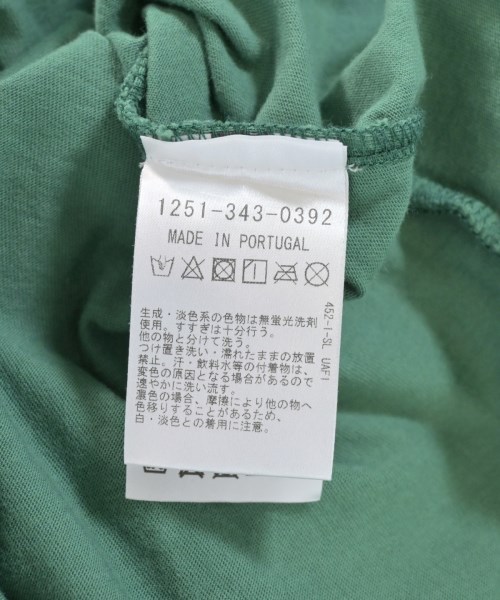 1251-343-0392
MADE IN PORTUGAL
生成・淡色系の色物は無蛍光洗剤
使用。すすぎは十分行う。
他の物と分けて洗う。
つけ置き洗い・濡れたままの放置
禁止。汗・飲料水等の付着物は、
変色の原因となる場合があるので
速やかに洗い流す。
濃色の場合、摩擦により他の物へ
色移りすることがあるため、
白・淡色との着用に注意。
452-I-SL UAF1